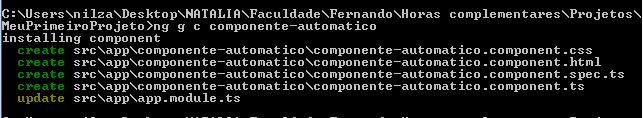 C:\Users\nilza\Desktop\NATALIA\Faculdade\Fernando\Horas complementares\Projetos\
MeuPrimeiroProjeto>ng g c componente-automatico
installing component
create src\app\componente-automatico\componente-automatico.component.css
create src\app\componente-automatico\componente-automatico.component.html
create src\app\componente-automatico\componente-automatico.component.spec.ts
create src\app\componente-automatico\componente-automatico.component.ts
update src\app\app.module.ts